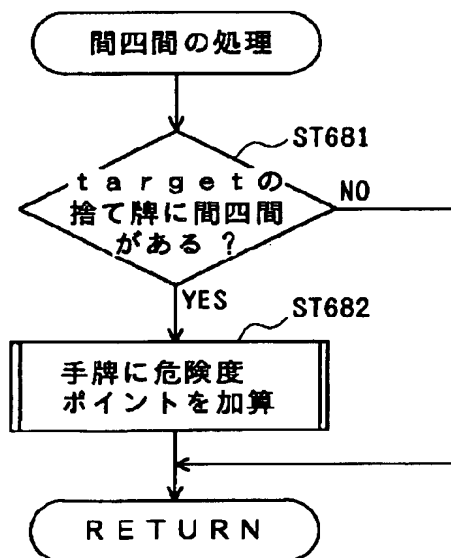 間四間の処理
ST681
targetの
捨て牌に間四間
がある？
NO
YES
ST682
手牌に危険度
ポイントを加算
RETURN